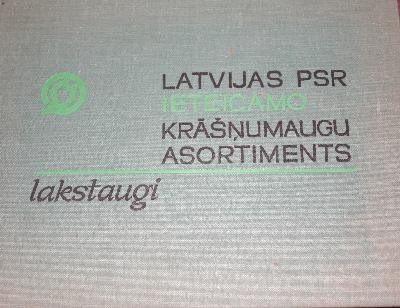 LATVIJAS PSR
IETEICAMO
KRĀŠŅUMAUGU
ASORTIMENTS
lakstaugi